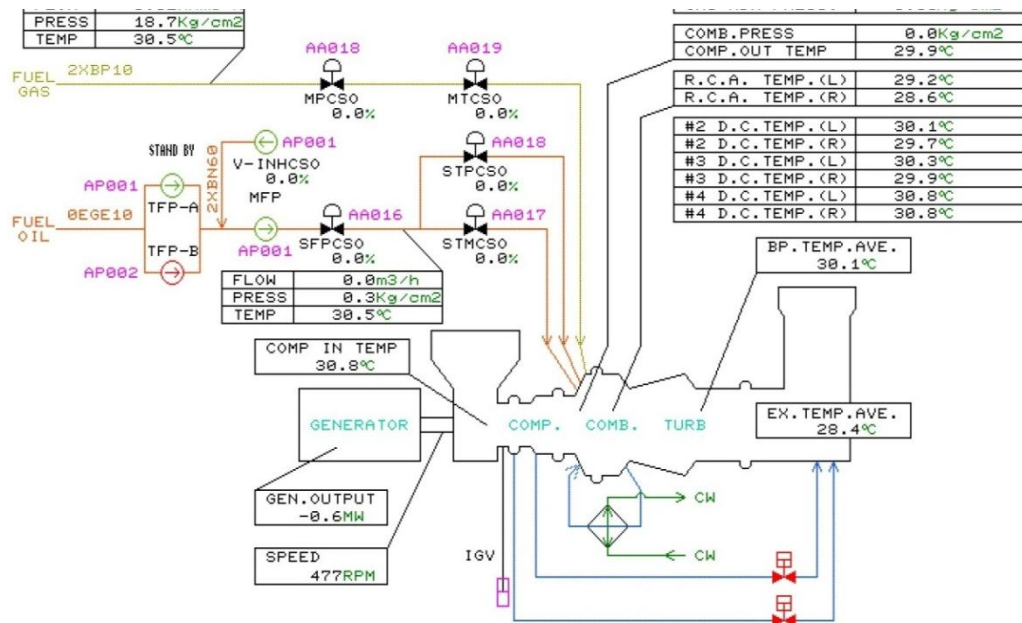 PRESS 18.7Kg/cm2
TEMP 30.5℃
COMB.PRESS 0.0Kg/cm2
COMP.OUT TEMP 29.9℃
R.C.A. TEMP.(L) 29.2℃
R.C.A. TEMP.(R) 28.6℃
#2 D.C.TEMP.(L) 30.1℃
#2 D.C.TEMP.(R) 29.7℃
#3 D.C.TEMP.(L) 30.3℃
#3 D.C.TEMP.(R) 29.9℃
#4 D.C.TEMP.(L) 30.8℃
#4 D.C.TEMP.(R) 30.8℃
AA018
AA019
FUEL
GAS
2XBP10
MPCSO
0.0%
MTCSO
0.0%
STAND BY
AP001
V-INHCSO
0.0%
MFP
2XBN60
AA018
STPCSO
0.0%
AP001
TFP-A
FUEL
OIL
0EGE10
TFP-B
AP002
AP001
AA016
SFPCSO
0.0%
AA017
STMCSO
0.0%
BP.TEMP.AVE.
30.1℃
FLOW 0.0m3/h
PRESS 0.3Kg/cm2
TEMP 30.5℃
COMP IN TEMP
30.8℃
GENERATOR
COMP.
COMB.
TURB
EX.TEMP.AVE.
28.4℃
GEN.OUTPUT
-0.6MW
CW
CW
SPEED
477RPM
IGV